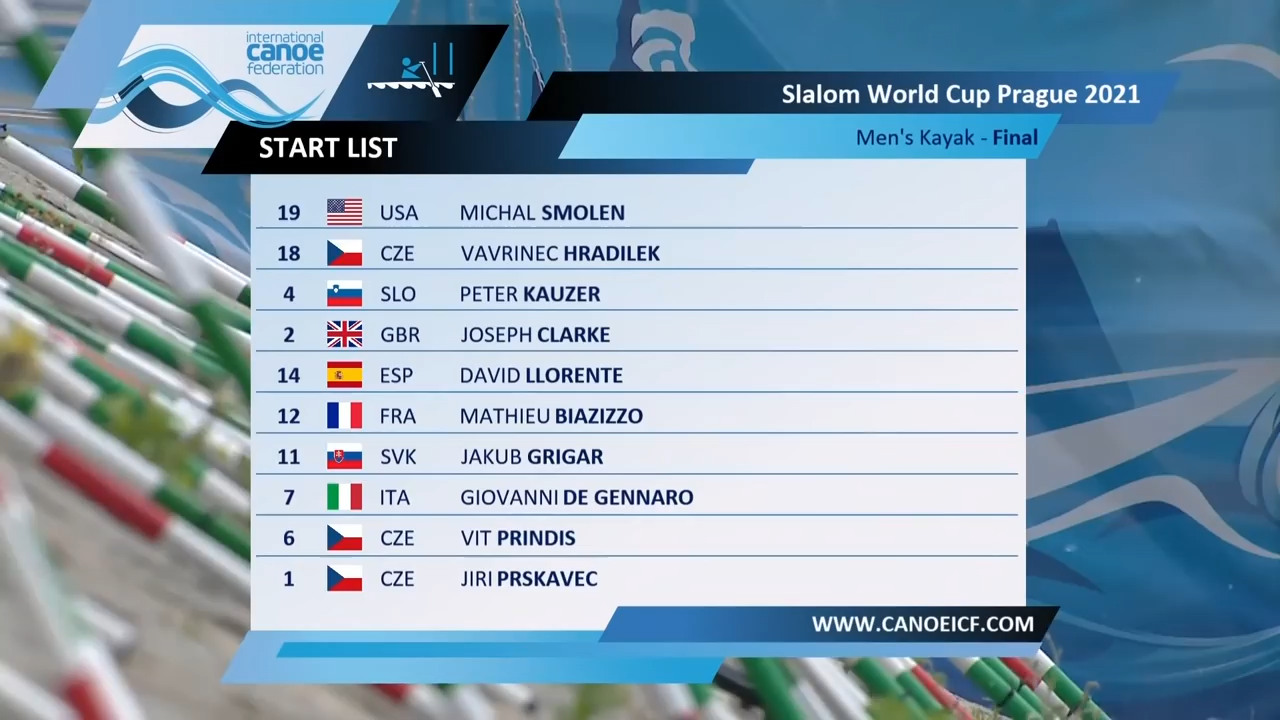 international
canoe
federation
Slalom World Cup Prague 2021
Men's Kayak - Final
START LIST
19 USA MICHAL SMOLEN
18 CZE VAVRINEC HRADILEK
4 SLO PETER KAUZER
2 GBR JOSEPH CLARKE
14 ESP DAVID LLORENTE
12 FRA MATHIEU BIAZIZZO
11 SVK JAKUB GRIGAR
7 ITA GIOVANNI DE GENNARO
6 CZE VIT PRINDIS
1 CZE JIRI PRSKAVEC
WWW.CANOEICF.COM